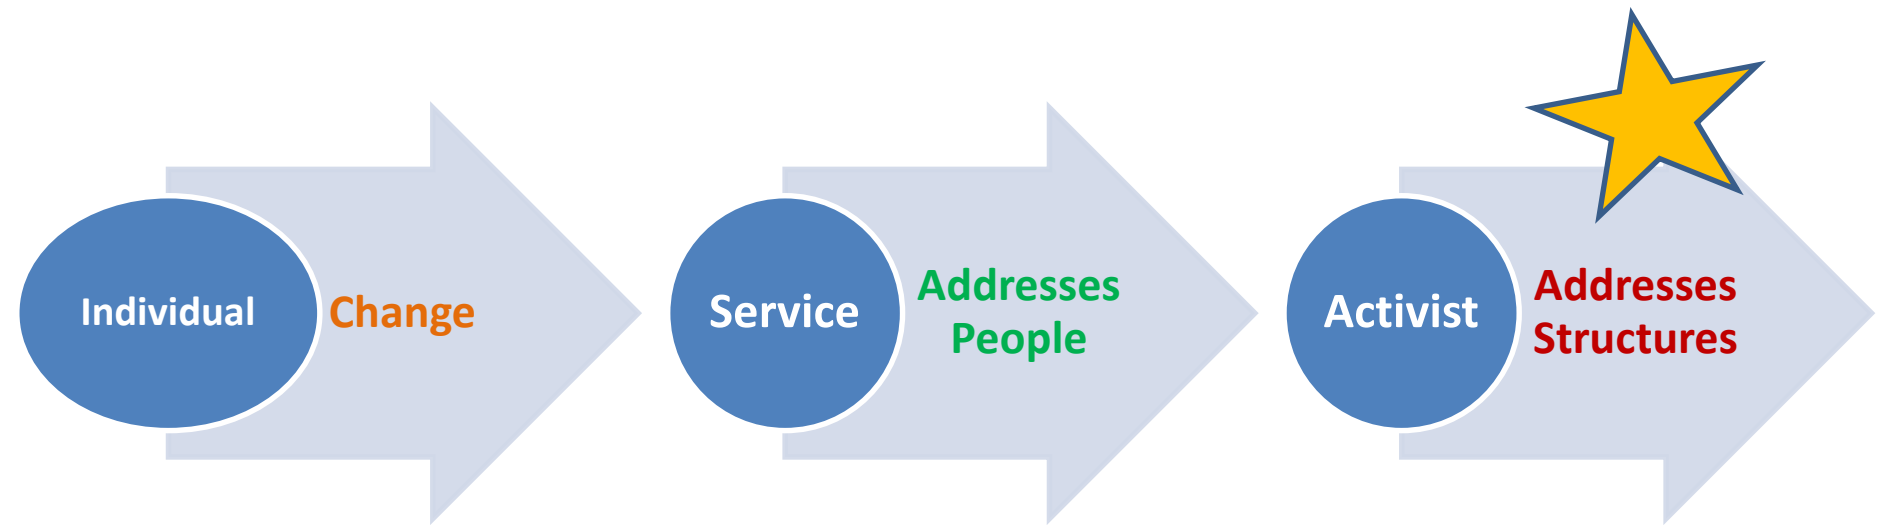 Individual
Change
Service
Addresses
People
Activist
Addresses
Structures